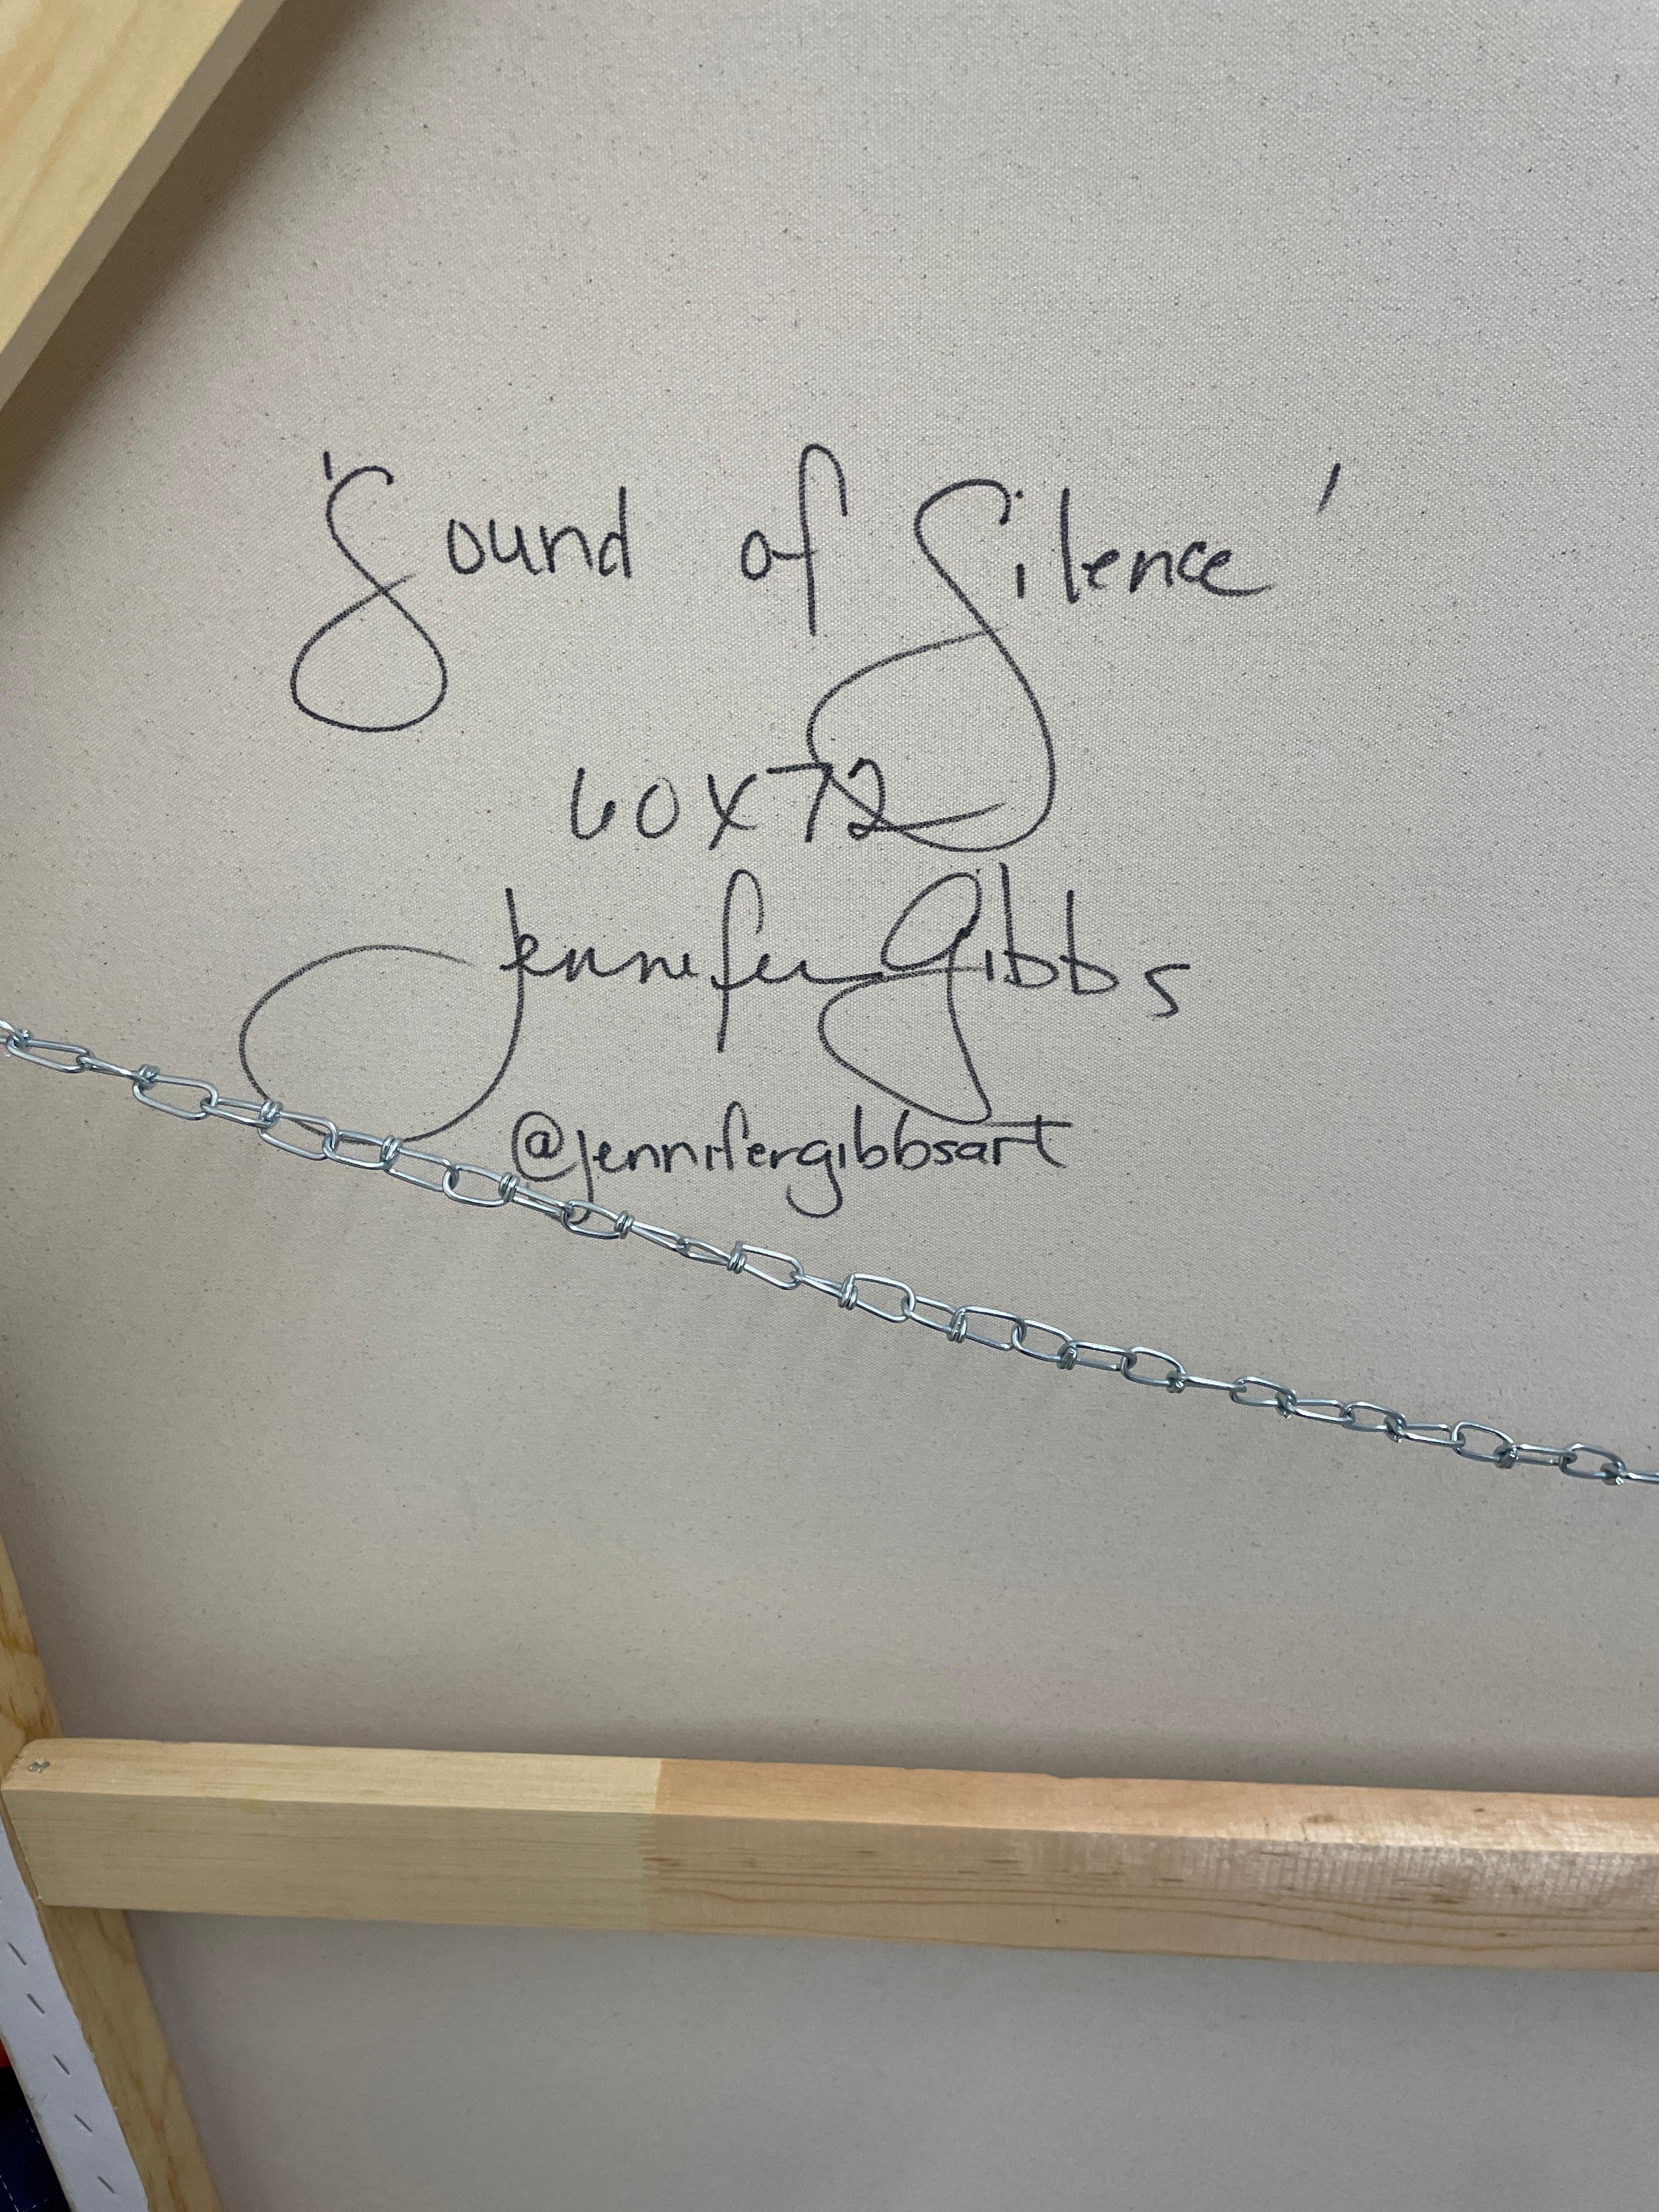 'Sound of Silence'
60x72
Jennifer Gibbs
@jennifergibbsart